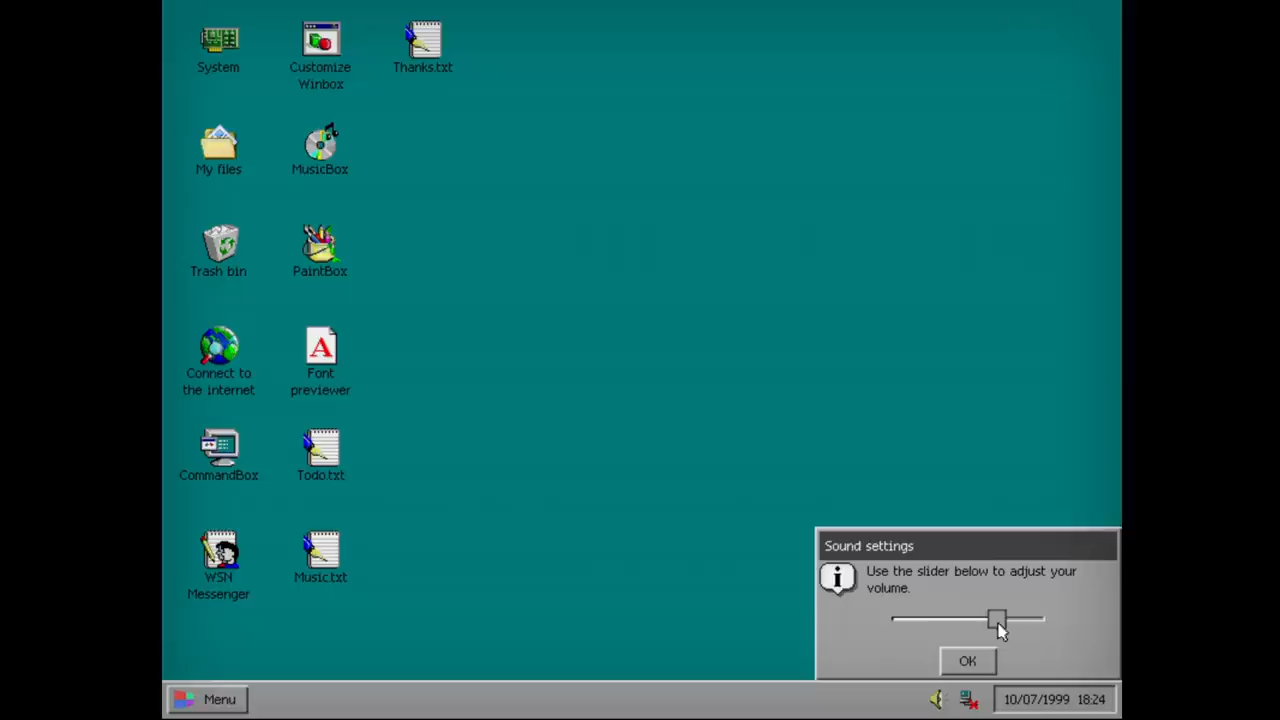 System
Customize
Winbox
Thanks.txt
My files
MusicBox
Trash bin
PaintBox
Connect to
the internet
Font
previewer
CommandBox
Todo.txt
WSN
Messenger
Music.txt
Sound settings
Use the slider below to adjust your
volume.
OK
Menu
10/07/1999 18:24